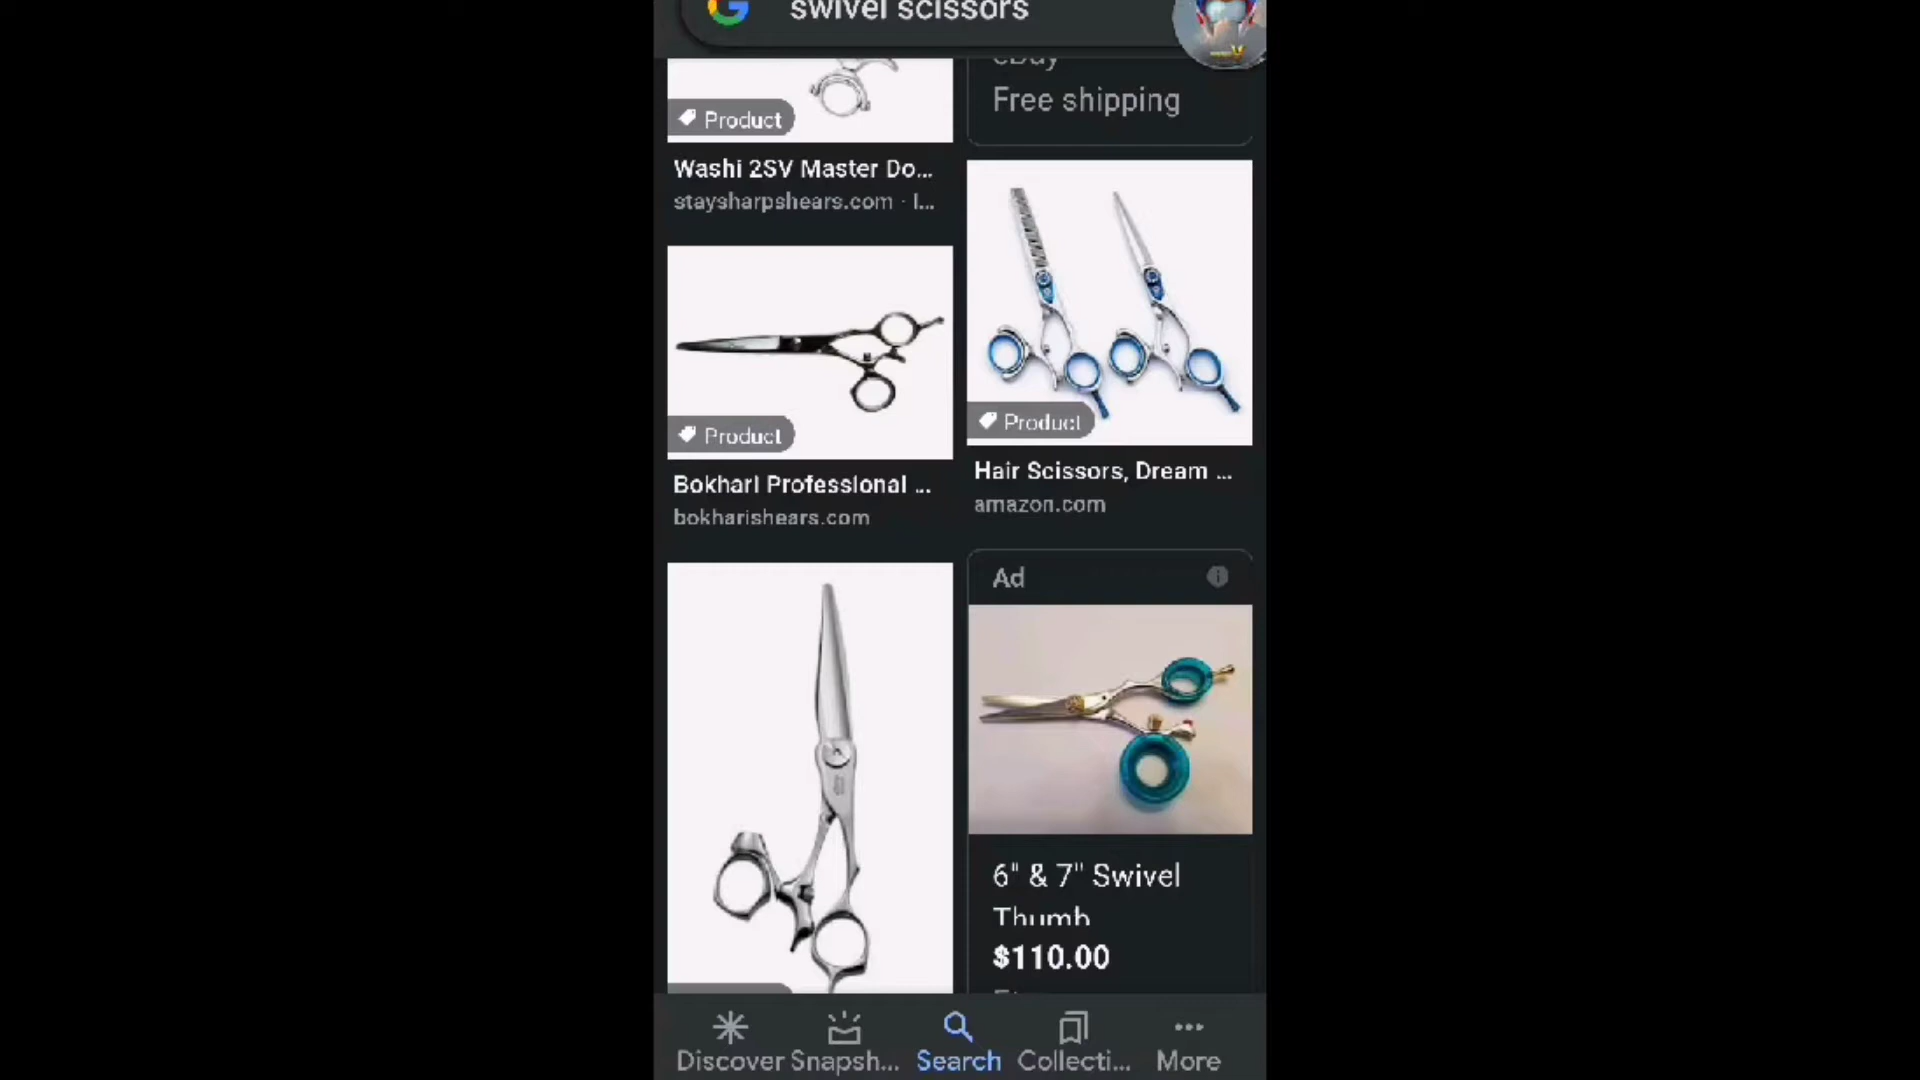 swivel scissors
eBay
Free shipping
Product
Washi 2SV Master Do...
staysharpshears.com · I...
Product
Bokhari Professional ...
bokharishears.com
Product
Hair Scissors, Dream ...
amazon.com
Ad
6" & 7" Swivel
Thumb
$110.00
Discover
Snapsh...
Search
Collecti...
More